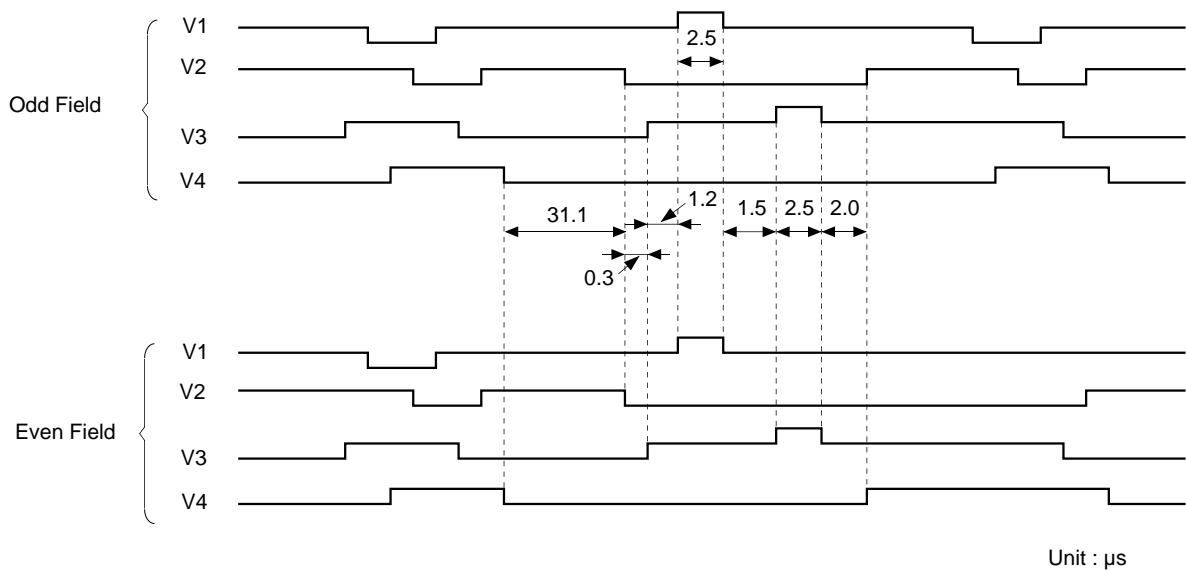 V1
2.5
V2
Odd Field
V3
V4
1.2
31.1
1.5
2.5
2.0
0.3
V1
V2
Even Field
V3
V4
Unit : μs